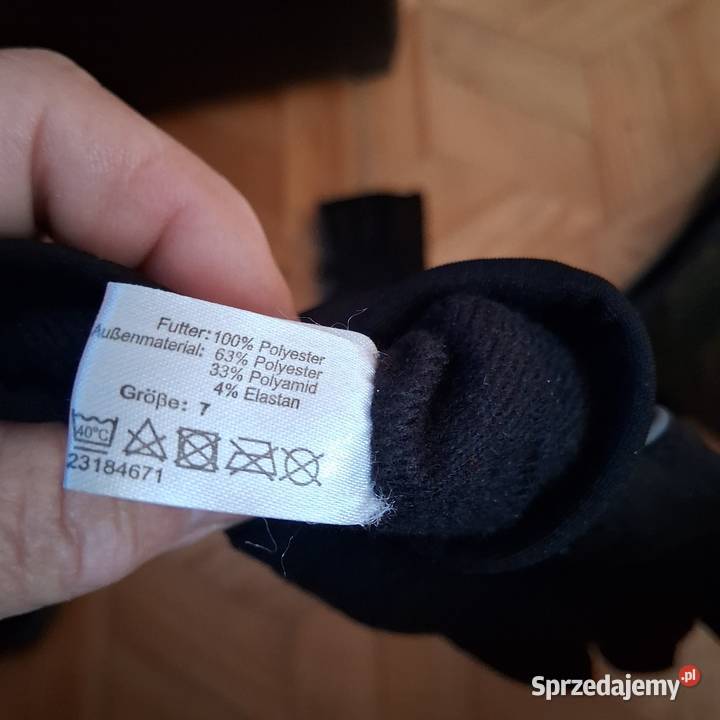 Futter: 100% Polyester
Außenmaterial: 63% Polyester
33% Polyamid
4% Elastan
Größe: 7
40°C
23184671
Sprzedajemy.pl